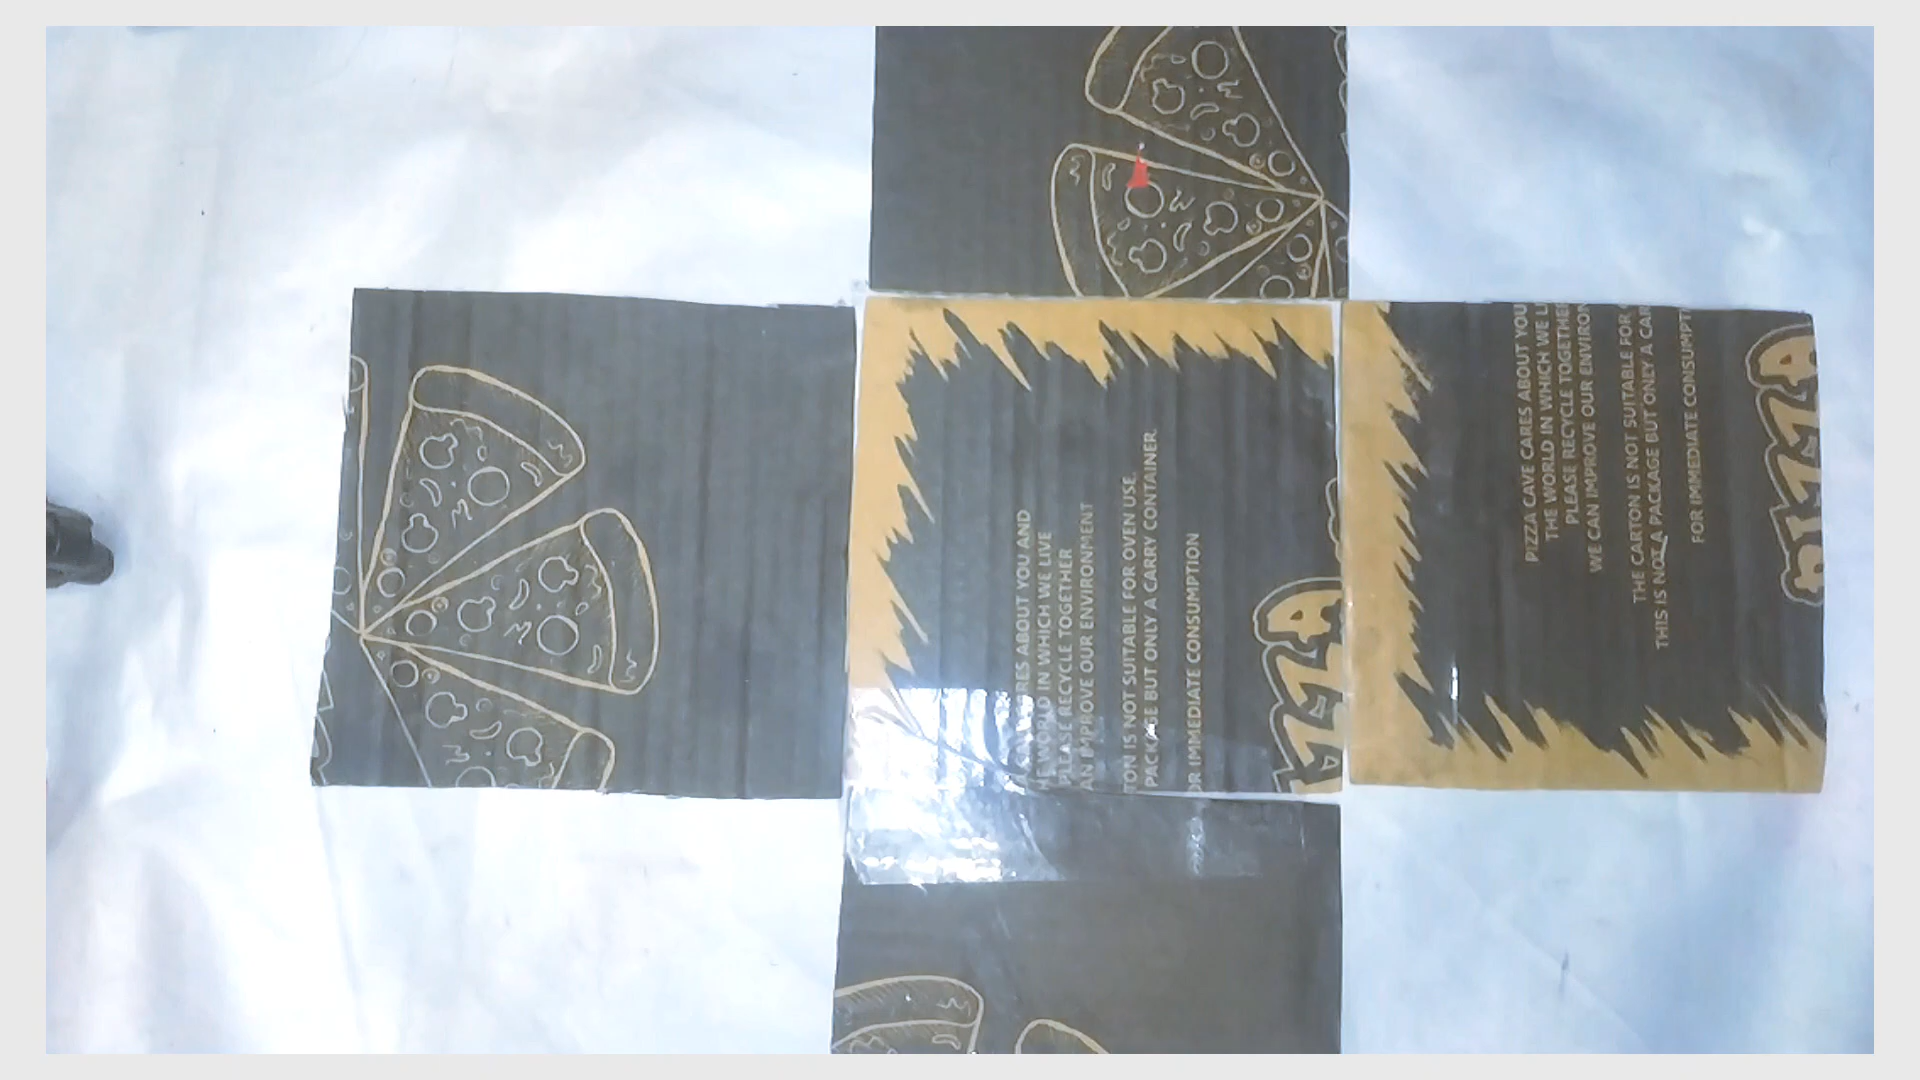 RES ABOUT YOU AND
HE WORLD IN WHICH WE LIVE
PLEASE RECYCLE TOGETHER
AN IMPROVE OUR ENVIRONMENT
TON IS NOT SUITABLE FOR OVEN USE.
PACKAGE BUT ONLY A CARRY CONTAINER.
OR IMMEDIATE CONSUMPTION
IZZA
PIZZA CAVE CARES ABOUT YOU
THE WORLD IN WHICH WE LI
PLEASE RECYCLE TOGETHER
WE CAN IMPROVE OUR ENVIRON
THE CARTON IS NOT SUITABLE FOR
THIS IS NOT A PACKAGE BUT ONLY A CAR
FOR IMMEDIATE CONSUMPTI
PIZZA